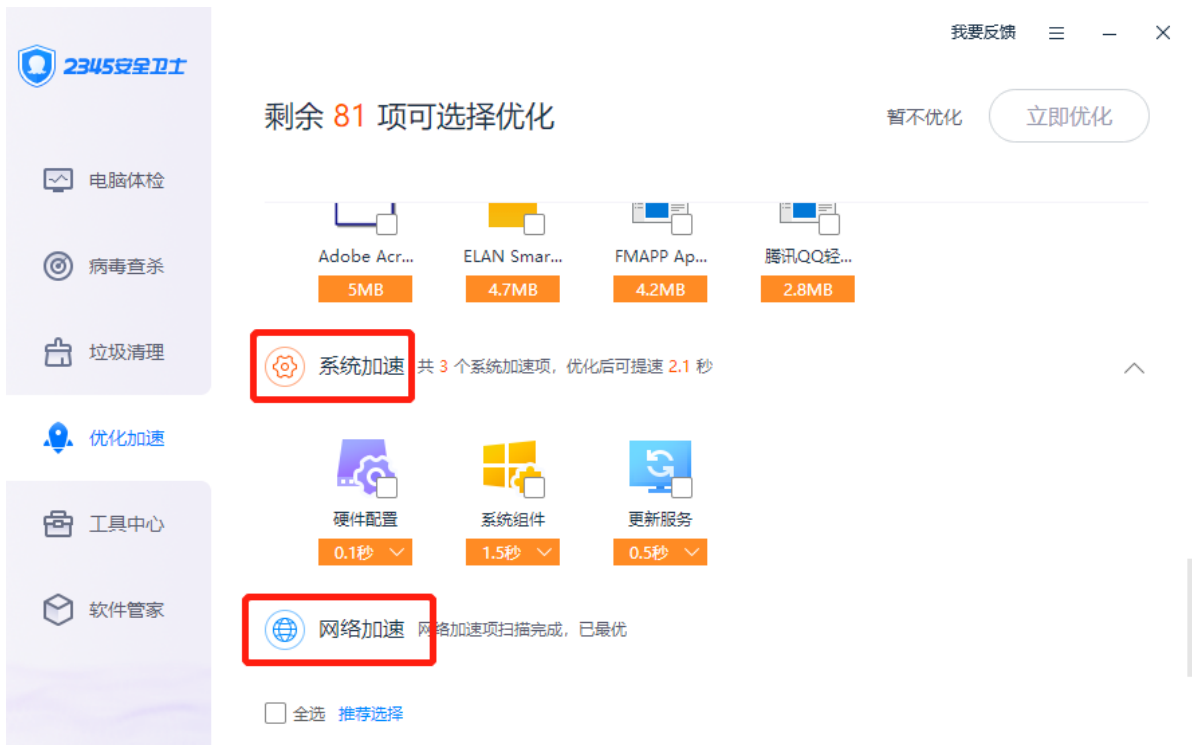 我要反馈
2345安全卫士
剩余 81 项可选择优化
暂不优化
立即优化
电脑体检
病毒查杀
垃圾清理
优化加速
工具中心
软件管家
Adobe Acr... ELAN Smar... FMAPP Ap... 腾讯QQ轻...
5MB 4.7MB 4.2MB 2.8MB
系统加速 共 3 个系统加速项，优化后可提速 2.1 秒
硬件配置 系统组件 更新服务
0.1秒 1.5秒 0.5秒
网络加速 网络加速项扫描完成，已最优
全选 推荐选择